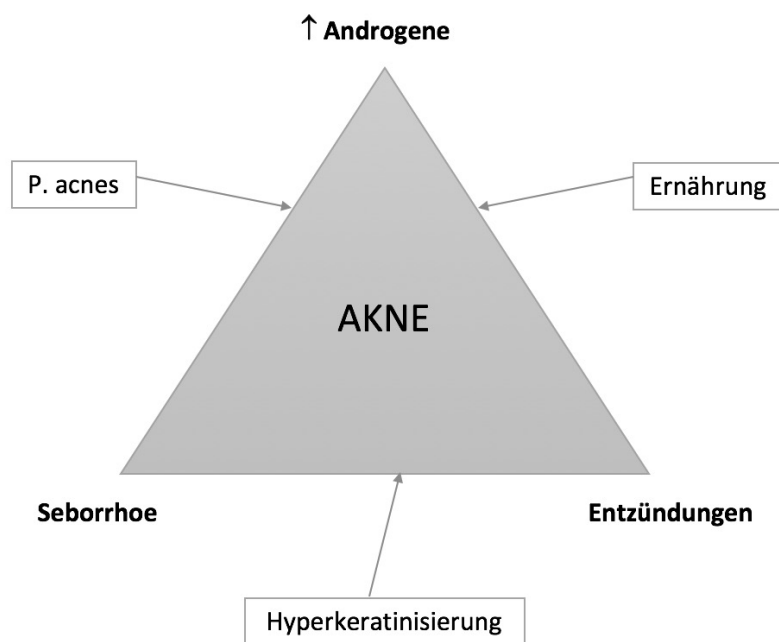 ↑ Androgene
P. acnes
Ernährung
AKNE
Seborrhoe
Entzündungen
Hyperkeratinisierung